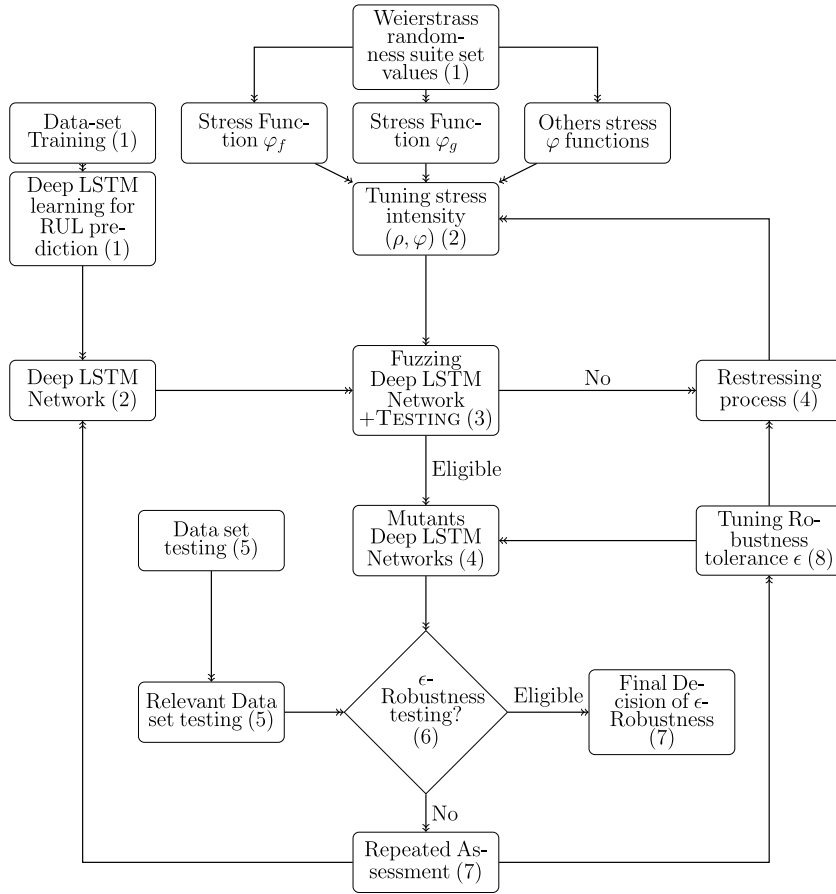 Weierstrass
random-
ness suite set
values (1)
Data-set
Training (1)
Stress Func-
tion φ_f
Stress Func-
tion φ_g
Others stress
φ functions
Deep LSTM
learning for
RUL pre-
diction (1)
Tuning stress
intensity
(ρ, φ) (2)
Deep LSTM
Network (2)
Fuzzing
Deep LSTM
Network
+TESTING (3)
No
Restressing
process (4)
Eligible
Data set
testing (5)
Mutants
Deep LSTM
Networks (4)
Tuning Ro-
bustness
tolerance ϵ (8)
Relevant Data
set testing (5)
ϵ-
Robustness
testing?
(6)
Eligible
Final De-
cision of ϵ-
Robustness
(7)
No
Repeated As-
sessment (7)